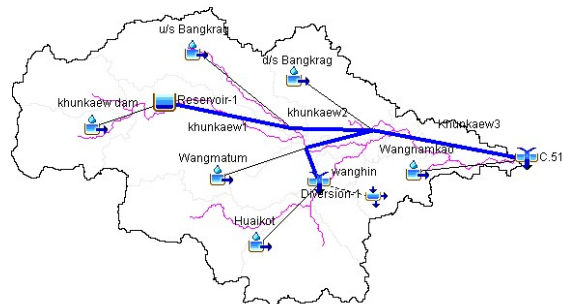 u/s Bangkrag
d/s Bangkrag
khunkaew dam
Reservoir-1
khunkaew1
khunkaew2
Khunkaew3
Wangmatum
wanghin
Wangnamkao
C.51
Diversion-1
Huaikot